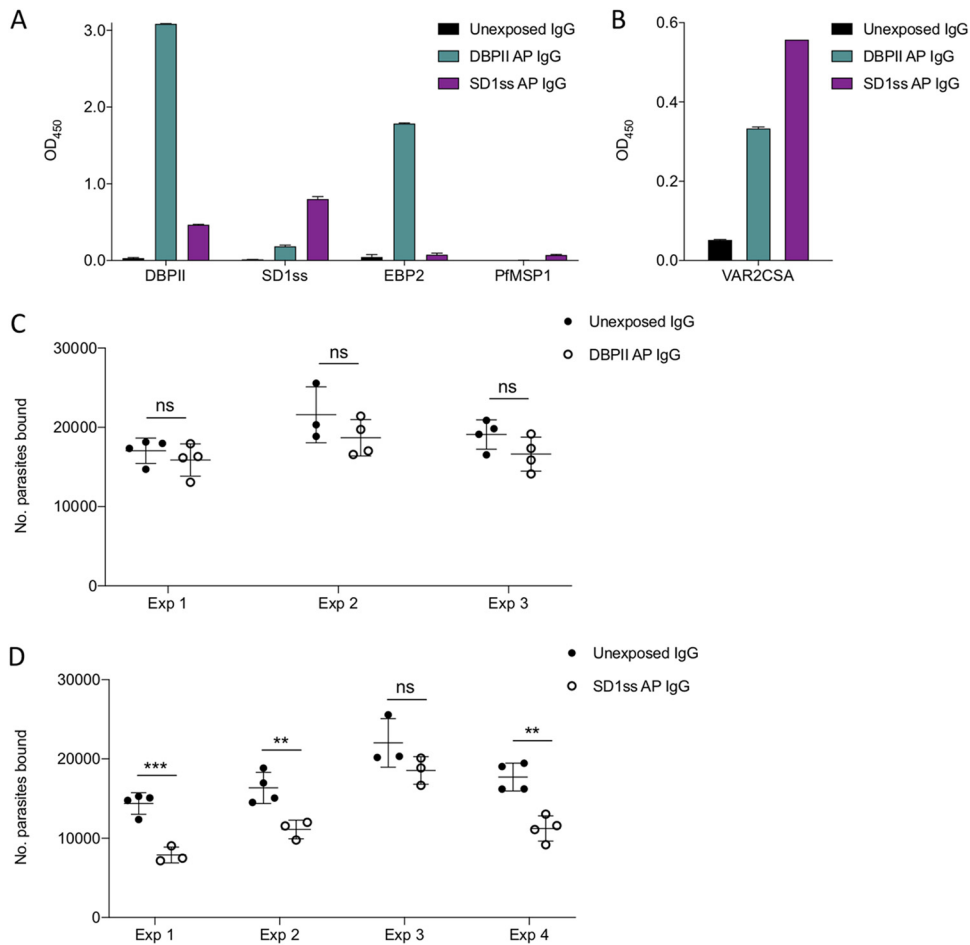 A
Unexposed IgG
DBPII AP IgG
SD1ss AP IgG
OD450
3.0
2.0
1.0
0.0
DBPII
SD1ss
EBP2
PfMSP1
B
Unexposed IgG
DBPII AP IgG
SD1ss AP IgG
OD450
0.6
0.4
0.2
0.0
VAR2CSA
C
Unexposed IgG
DBPII AP IgG
No. parasites bound
30000
20000
10000
0
ns
ns
ns
Exp 1
Exp 2
Exp 3
D
Unexposed IgG
SD1ss AP IgG
No. parasites bound
30000
20000
10000
0
***
**
ns
**
Exp 1
Exp 2
Exp 3
Exp 4